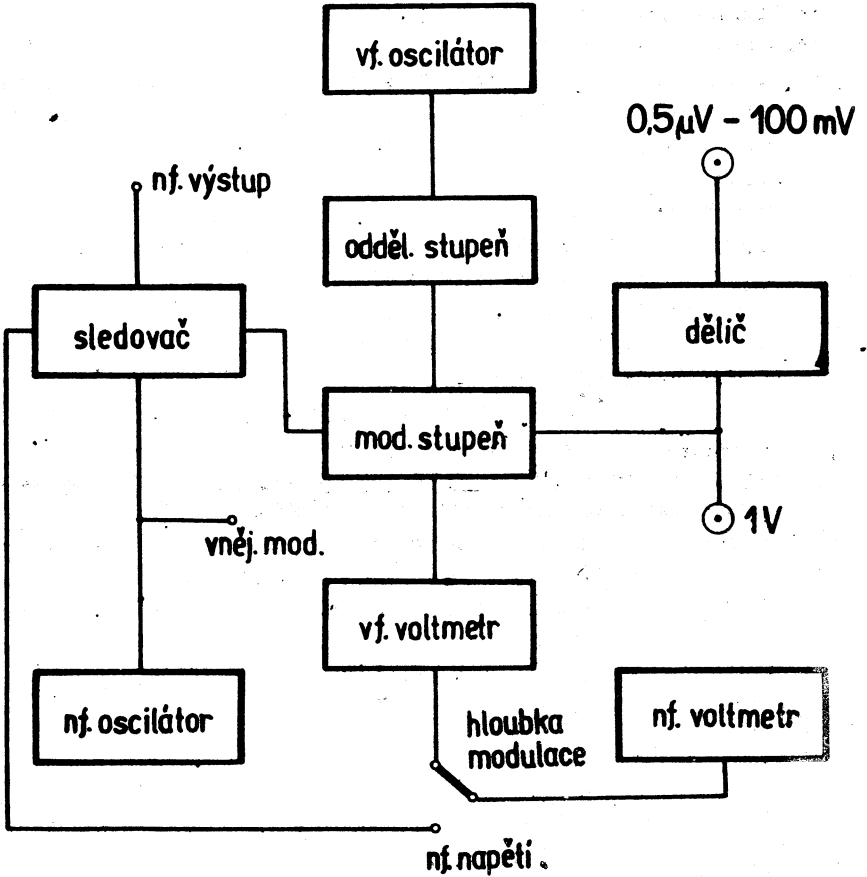 vf. oscilátor
0,5μV - 100 mV
nf. výstup
odděl. stupeň
sledovač
dělič
mod. stupeň
1V
vněj. mod.
vf. voltmetr
nf. oscilátor
hloubka
modulace
nf. voltmetr
nf. napětí